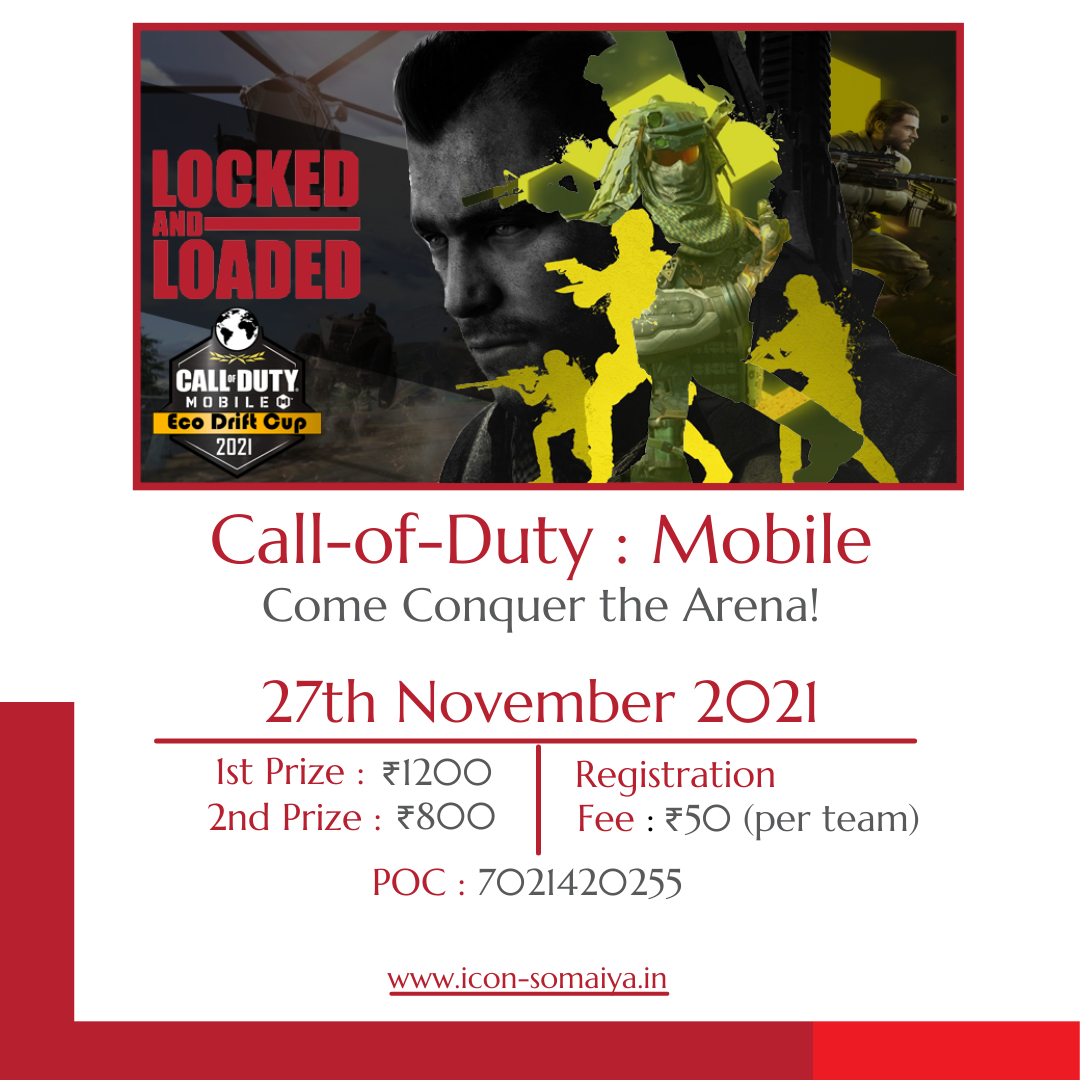 LOCKED
AND
LOADED
CALL OF DUTY
MOBILE
Eco Drift Cup
2021
Call-of-Duty : Mobile
Come Conquer the Arena!
27th November 2021
1st Prize : ₹1200
2nd Prize : ₹800
Registration
Fee : ₹50 (per team)
POC : 7021420255
www.icon-somaiya.in